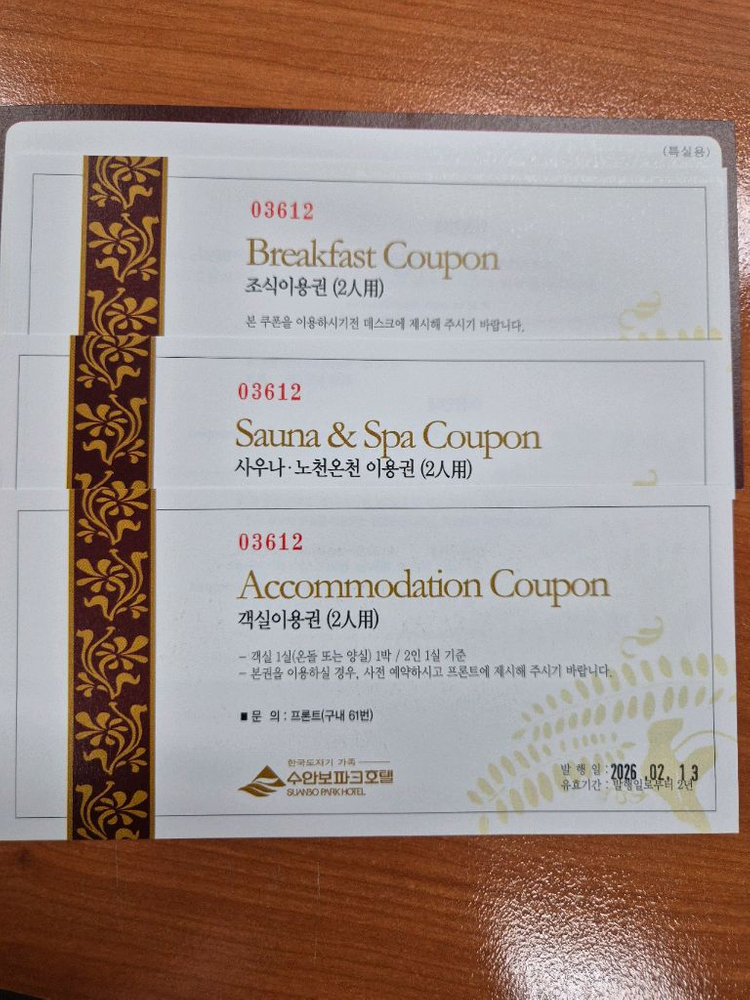 (특실용)
03612
Breakfast Coupon
조식이용권 (2人用)
본 쿠폰을 이용하시기전 데스크에 제시해 주시기 바랍니다.
03612
Sauna & Spa Coupon
사우나·노천온천 이용권 (2人用)
03612
Accommodation Coupon
객실이용권 (2人用)
- 객실 1실(온돌 또는 양실) 1박 / 2인 1실 기준
- 본권을 이용하실 경우, 사전 예약하시고 프론트에 제시해 주시기 바랍니다.
■ 문 의 : 프론트(구내 61번)
한국도자기 가족
수안보파크호텔
SUANBO PARK HOTEL
발 행 일 : 2026 .02. 13
유효기간 : 발행일로부터 2년